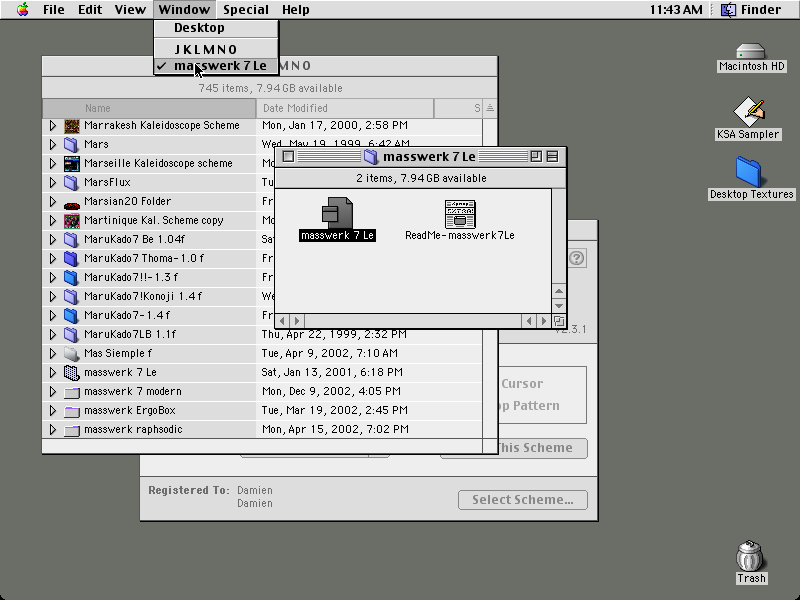 File Edit View Window Special Help 11:43 AM Finder
Desktop
J K L M N O
✓ masswerk 7 Le
M N O
745 items, 7.94 GB available
Name Date Modified S
Marrakesh Kaleidoscope Scheme Mon, Jan 17, 2000, 2:58 PM
Mars Wed, May 19, 1999, 6:42 AM
Marseille Kaleidoscope scheme Fri
MarsFlux Tu
Marsian20 Folder Fr
Martinique Kal. Scheme copy Mon
MaruKado7 Be 1.04f Sa
MaruKado7 Thoma-1.0 f Fr
MaruKado7!!-1.3 f Fr
MaruKado7!Konoji 1.4 f We
MaruKado7-1.4 f Fr
MaruKado7LB 1.1f Thu, Apr 22, 1999, 2:32 PM
Mas Siemple f Tue, Apr 9, 2002, 7:10 AM
masswerk 7 Le Sat, Jan 13, 2001, 6:18 PM
masswerk 7 modern Mon, Dec 9, 2002, 4:05 PM
masswerk ErgoBox Tue, Mar 19, 2002, 2:45 PM
masswerk raphsodic Mon, Apr 15, 2002, 7:02 PM
masswerk 7 Le
2 items, 7.94 GB available
masswerk 7 Le
ReadMe-masswerk7Le
v2.3.1
Cursor
Pattern
This Scheme
Registered To: Damien
Damien
Select Scheme...
Macintosh HD
KSA Sampler
Desktop Textures
Trash